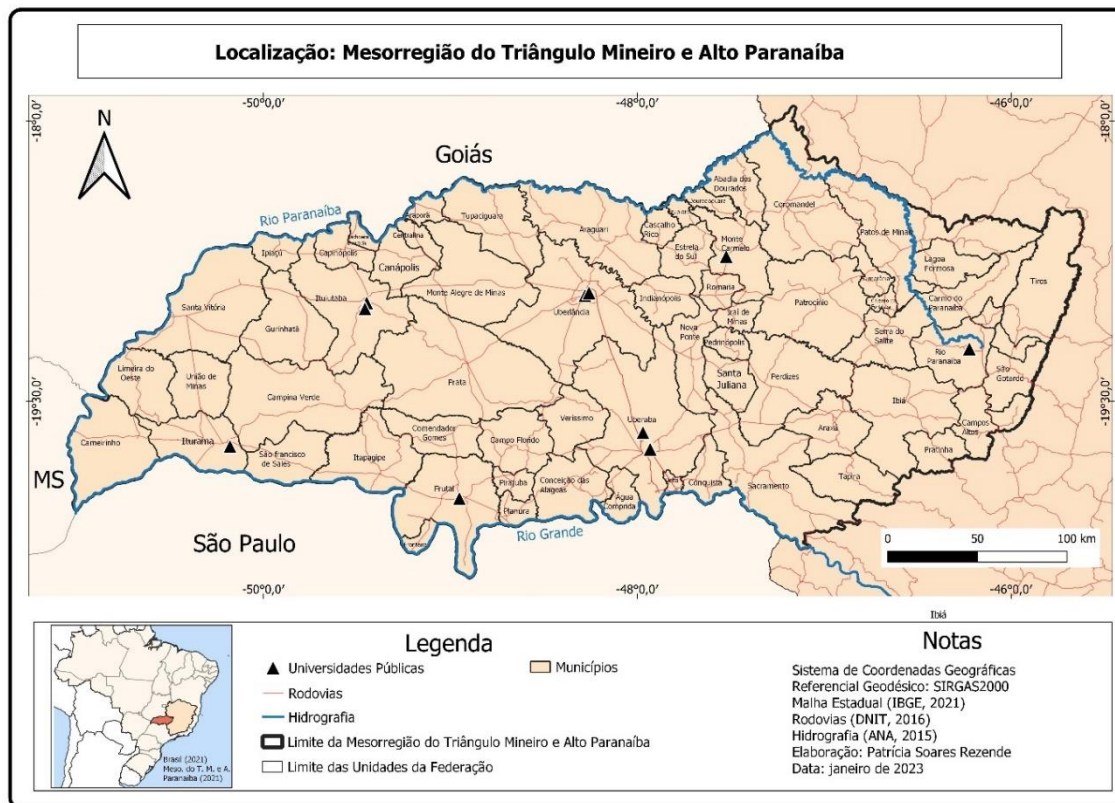 Localização: Mesorregião do Triângulo Mineiro e Alto Paranaíba
-50°0,0'
-48°0,0'
-46°0,0'
-18°0,0'
-18°0,0'
N
Goiás
Rio Paranaíba
Abadia dos
Dourados
Coromandel
Araporã
Tupaciguara
Araguari
Cascalho
Rico
Monte
Carmelo
Patos de Minas
Centralina
Estrela
do Sul
Lagoa
Formosa
Tiros
Ipiaçu
Capinópolis
Canápolis
Romaria
Ituiutaba
Monte Alegre de Minas
Indianópolis
Carmo do
Paranaíba
Santa Vitória
Uberlândia
Patrocínio
Gurinhatã
Iraí de
Minas
Nova
Ponte
Serra do
Salitre
Pedrinópolis
Rio
Paranaíba
Limeira do
Oeste
União de
Minas
Prata
Santa
Juliana
Perdizes
São
Gotardo
-19°30,0'
-19°30,0'
Campina Verde
Ibiá
Veríssimo
Uberaba
Araxá
Campos
Altos
Carneirinho
Iturama
Comendador
Gomes
Campo Florido
Pratinha
São Francisco
de Sales
Itapagipe
MS
Frutal
Pirajuba
Conceição das
Alagoas
Conquista
Sacramento
Tapira
Planura
Água
Comprida
São Paulo
Rio Grande
0 50 100 km
-50°0,0'
-48°0,0'
-46°0,0'
Ibiá
Legenda
Universidades Públicas
Municípios
Rodovias
Hidrografia
Limite da Mesorregião do Triângulo Mineiro e Alto Paranaíba
Limite das Unidades da Federação
Brasil (2021)
Meso. do T. M. e A.
Paranaíba (2021)
Notas
Sistema de Coordenadas Geográficas
Referencial Geodésico: SIRGAS2000
Malha Estadual (IBGE, 2021)
Rodovias (DNIT, 2016)
Hidrografia (ANA, 2015)
Elaboração: Patrícia Soares Rezende
Data: janeiro de 2023